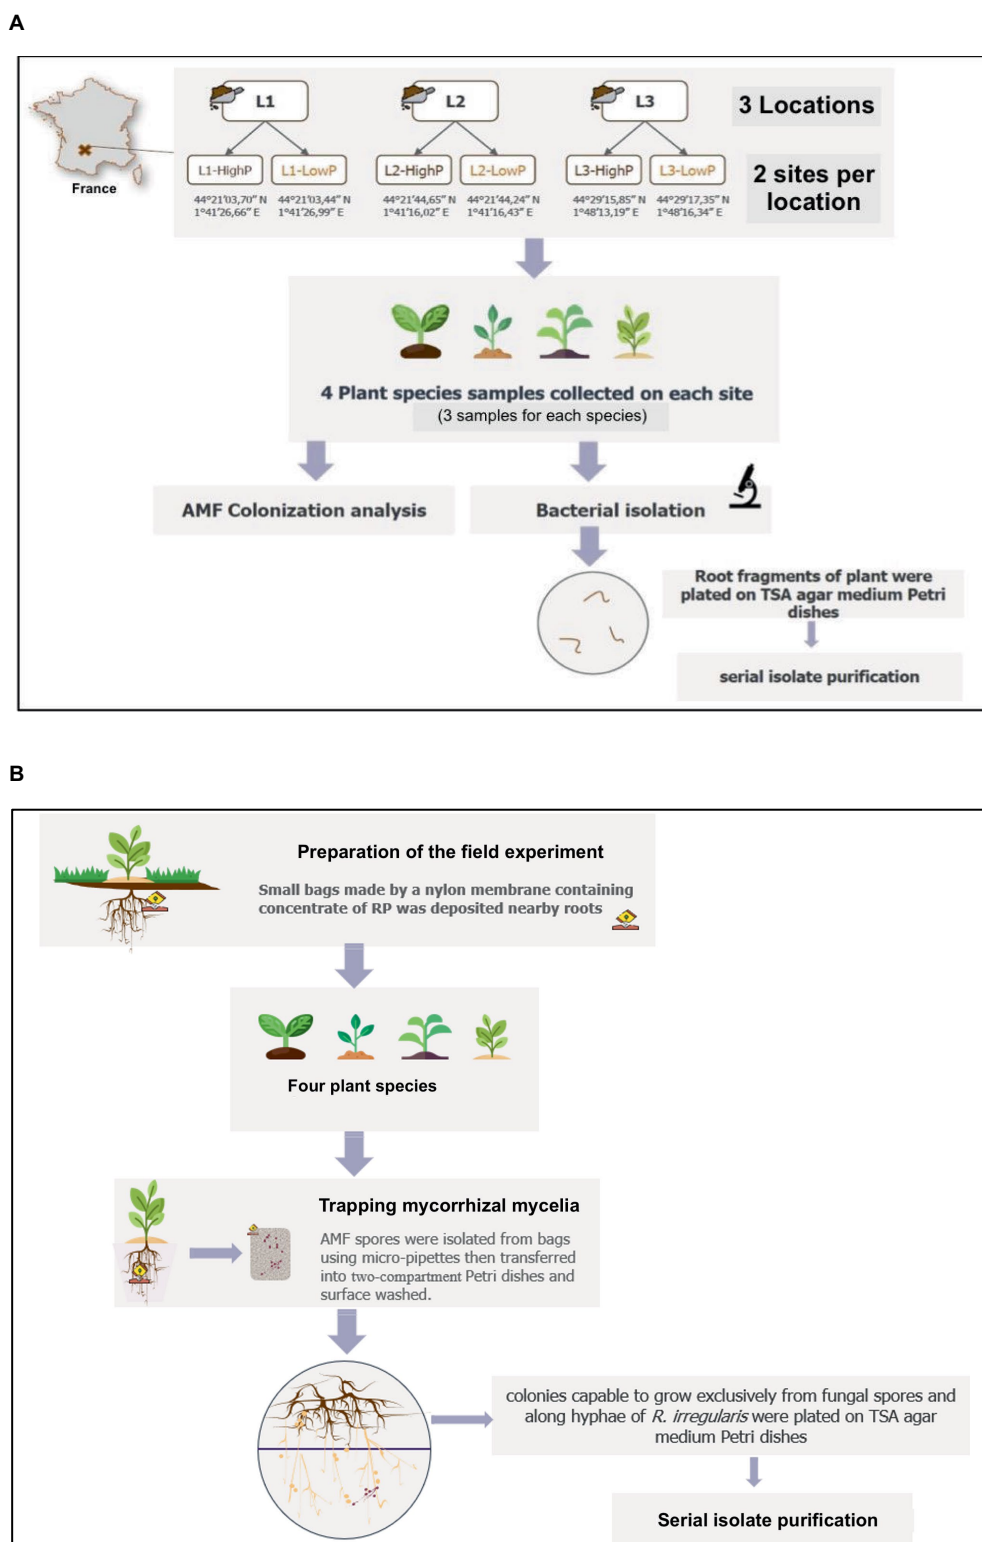 A
L1
L2
L3
3 Locations
L1-HighP
L1-LowP
L2-HighP
L2-LowP
L3-HighP
L3-LowP
2 sites per
location
France
44°21'03,70" N
1°41'26,66" E
44°21'03,44" N
1°41'26,99" E
44°21'44,65" N
1°41'16,02" E
44°21'44,24" N
1°41'16,43" E
44°29'15,85" N
1°48'13,19" E
44°29'17,35" N
1°48'16,34" E
4 Plant species samples collected on each site
(3 samples for each species)
AMF Colonization analysis
Bacterial isolation
Root fragments of plant were
plated on TSA agar medium Petri
dishes
serial isolate purification
B
Preparation of the field experiment
Small bags made by a nylon membrane containing
concentrate of RP was deposited nearby roots
Four plant species
Trapping mycorrhizal mycelia
AMF spores were isolated from bags
using micro-pipettes then transferred
into two-compartment Petri dishes and
surface washed.
colonies capable to grow exclusively from fungal spores and
along hyphae of R. irregularis were plated on TSA agar
medium Petri dishes
Serial isolate purification